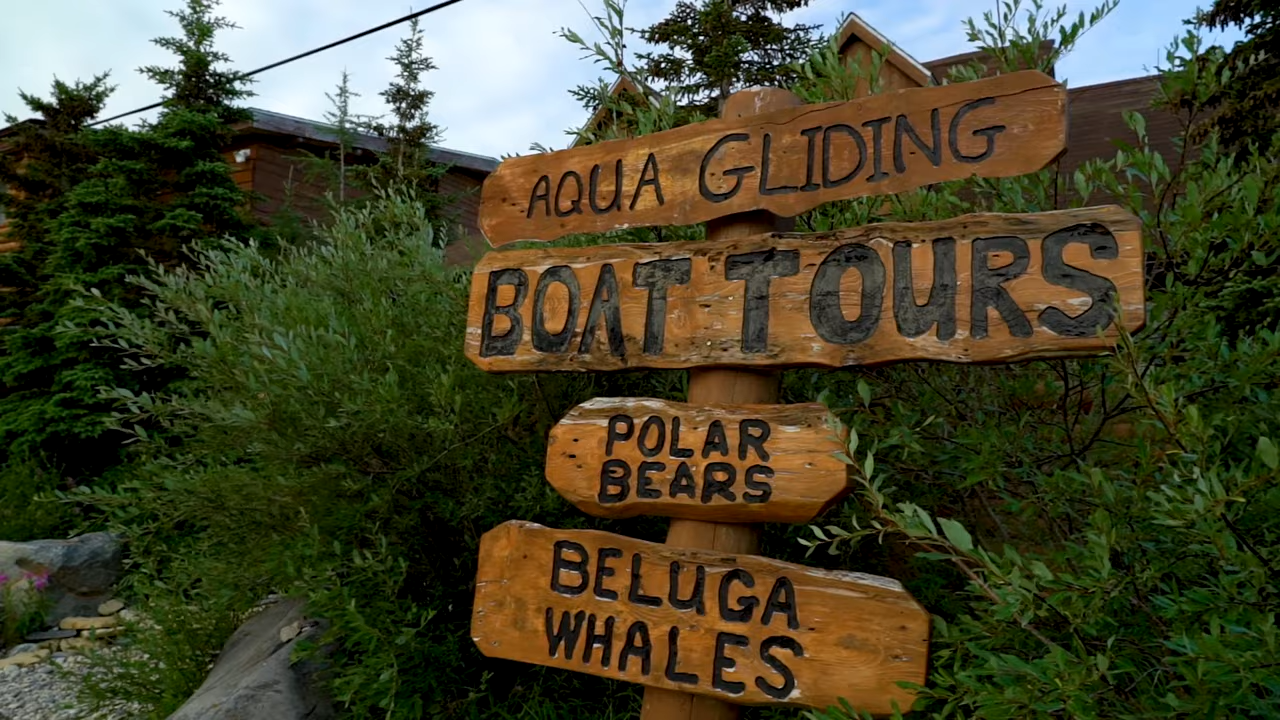 AQUA GLIDING
BOAT TOURS
POLAR
BEARS
BELUGA
WHALES